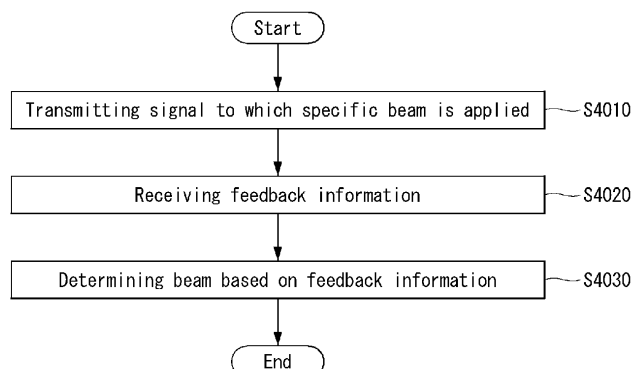 Start
Transmitting signal to which specific beam is applied
S4010
Receiving feedback information
S4020
Determining beam based on feedback information
S4030
End